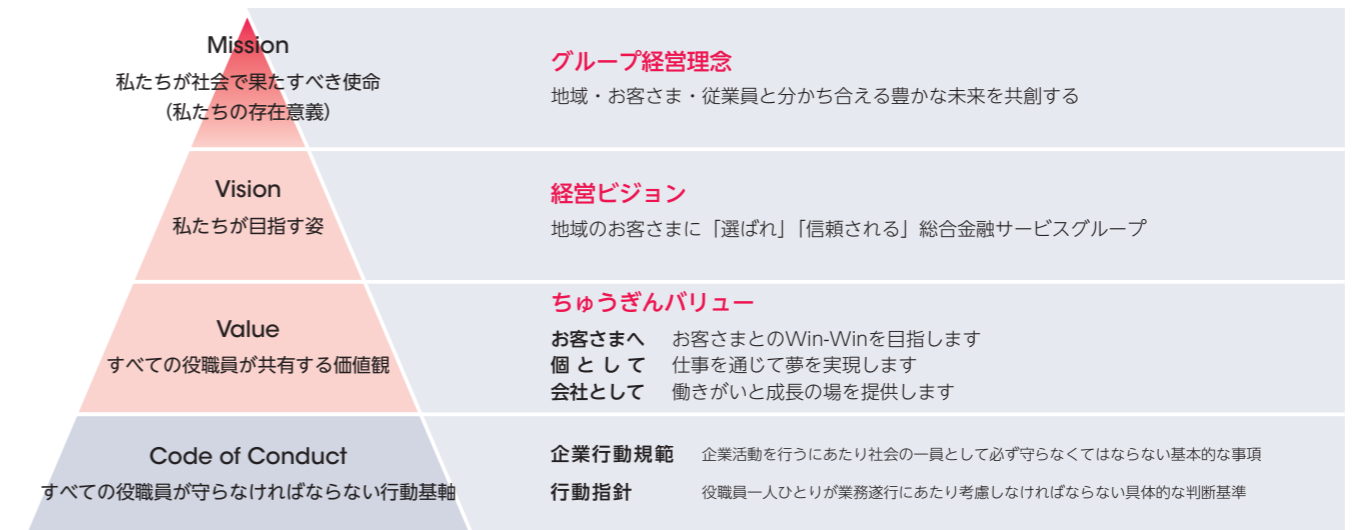 Mission
私たちが社会で果たすべき使命
（私たちの存在意義）
グループ経営理念
地域・お客さま・従業員と分かち合える豊かな未来を共創する
Vision
私たちが目指す姿
経営ビジョン
地域のお客さまに「選ばれ」「信頼される」総合金融サービスグループ
Value
すべての役職員が共有する価値観
ちゅうぎんバリュー
お客さまへ お客さまとのWin-Winを目指します
個として 仕事を通じて夢を実現します
会社として 働きがいと成長の場を提供します
Code of Conduct
すべての役職員が守らなければならない行動基軸
企業行動規範 企業活動を行うにあたり社会の一員として必ず守らなくてはならない基本的な事項
行動指針 役職員一人ひとりが業務遂行にあたり考慮しなければならない具体的な判断基準